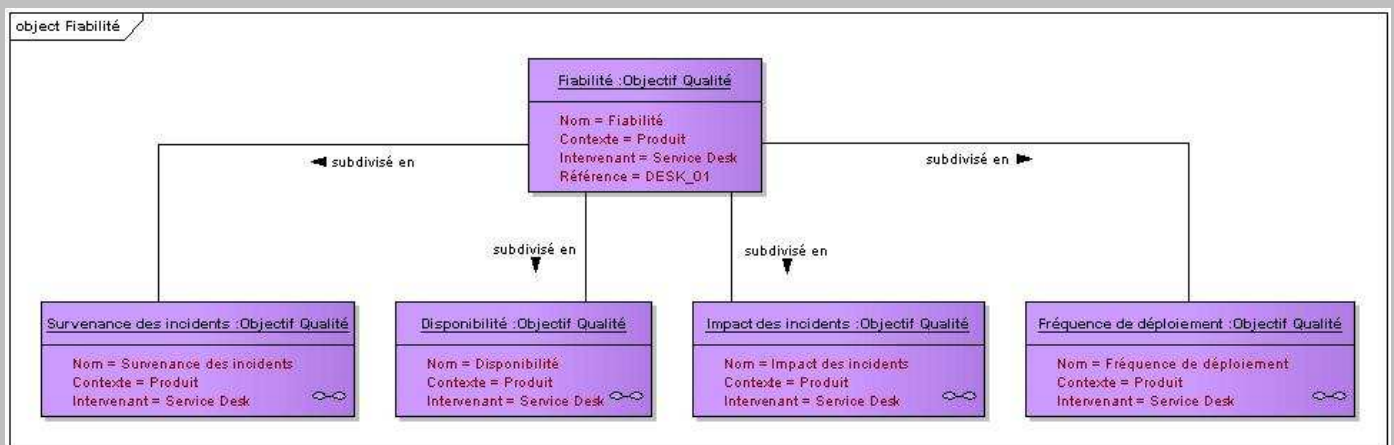 object Fiabilité
Fiabilité :Objectif Qualité
Nom = Fiabilité
Contexte = Produit
Intervenant = Service Desk
Référence = DESK_01
subdivisé en
subdivisé en
subdivisé en
subdivisé en
Survenance des incidents :Objectif Qualité
Nom = Survenance des incidents
Contexte = Produit
Intervenant = Service Desk
Disponibilité :Objectif Qualité
Nom = Disponibilité
Contexte = Produit
Intervenant = Service Desk
Impact des incidents :Objectif Qualité
Nom = Impact des incidents
Contexte = Produit
Intervenant = Service Desk
Fréquence de déploiement :Objectif Qualité
Nom = Fréquence de déploiement
Contexte = Produit
Intervenant = Service Desk